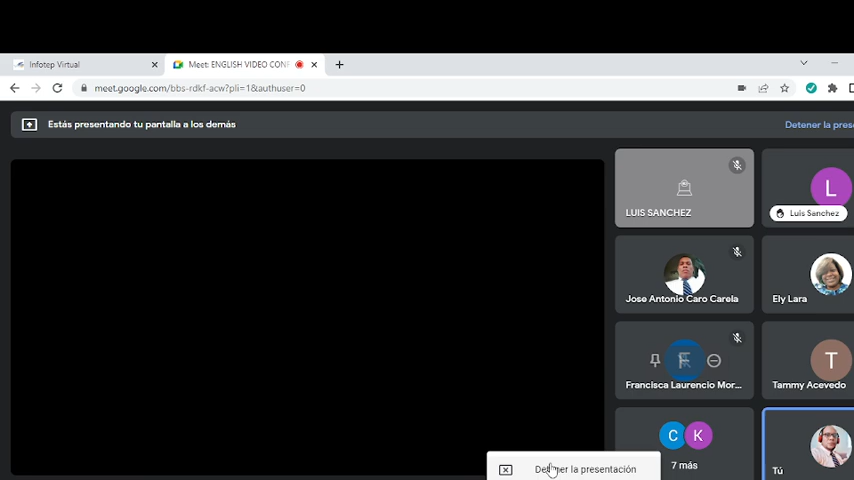 Infotep Virtual
Meet: ENGLISH VIDEO CONF
meet.google.com/bbs-rdkf-acw?pli=1&authuser=0
Estás presentando tu pantalla a los demás
Detener la pres
LUIS SANCHEZ
L
Luis Sanchez
Jose Antonio Caro Carela
Ely Lara
F
Francisca Laurencio Mor...
T
Tammy Acevedo
C K
7 más
Tú
Detener la presentación